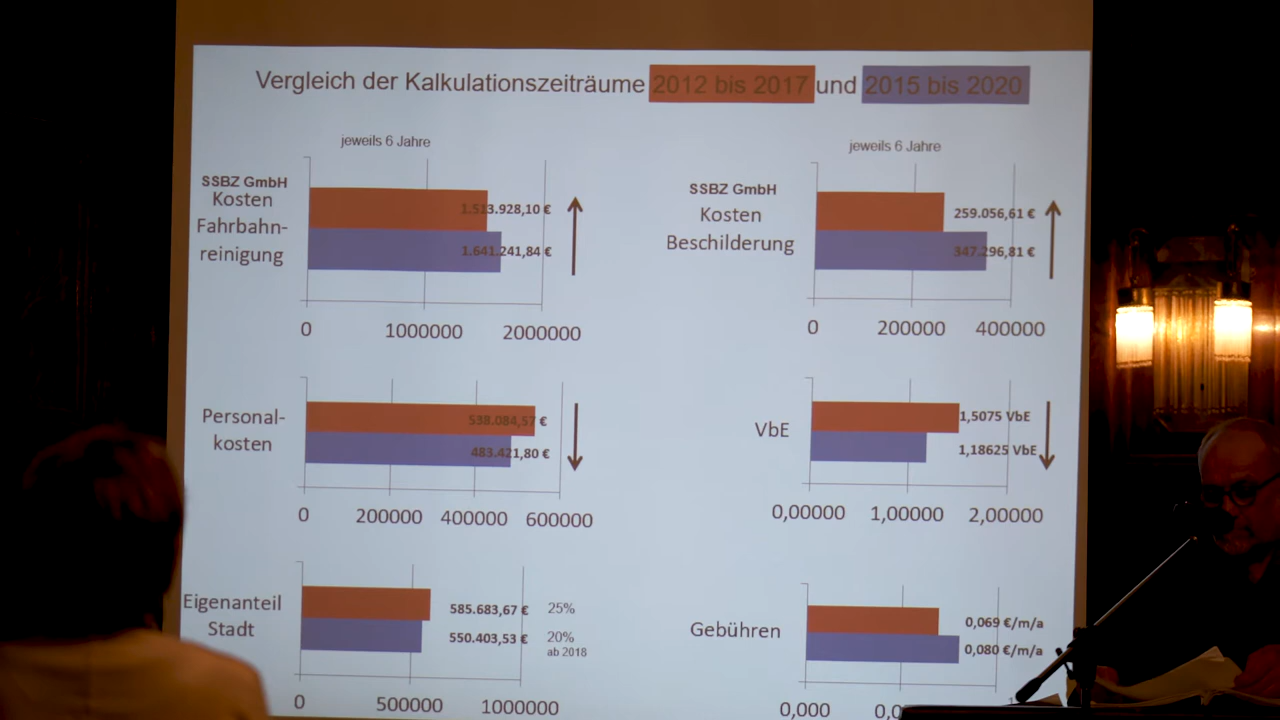 Vergleich der Kalkulationszeiträume 2012 bis 2017 und 2015 bis 2020
jeweils 6 Jahre
SSBZ GmbH
Kosten
Fahrbahn-
reinigung
1.513.928,10 €
1.641.241,84 €
0 1000000 2000000
jeweils 6 Jahre
SSBZ GmbH
Kosten
Beschilderung
259.056,61 €
347.296,81 €
0 200000 400000
Personal-
kosten
538.084,57 €
483.421,80 €
0 200000 400000 600000
VbE
1,5075 VbE
1,18625 VbE
0,00000 1,00000 2,00000
Eigenanteil
Stadt
585.683,67 € 25%
550.403,53 € 20%
ab 2018
0 500000 1000000
Gebühren
0,069 €/m/a
0,080 €/m/a
0,000